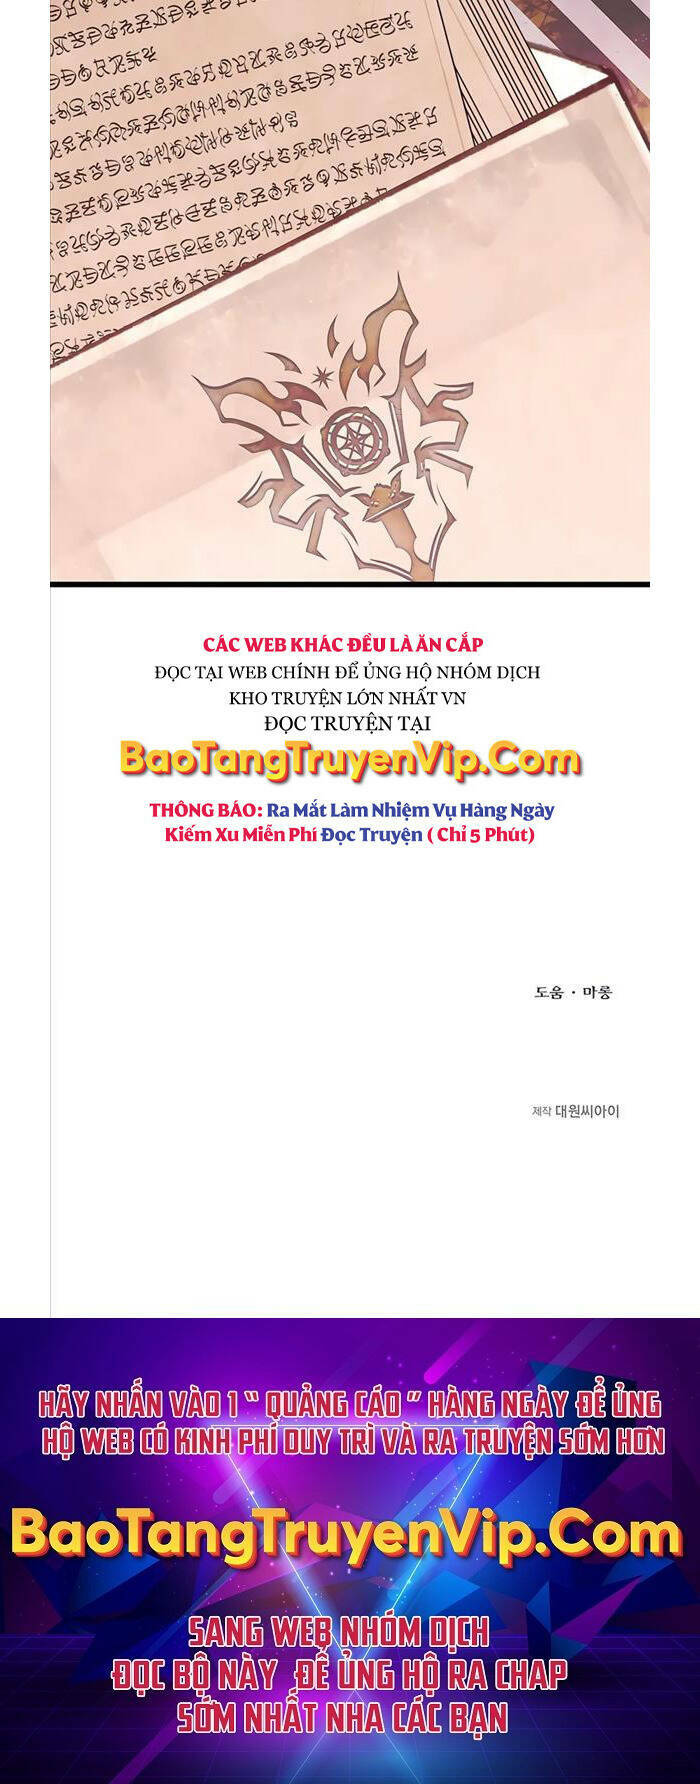 CÁC WEB KHÁC ĐỀU LÀ ĂN CẮP
ĐỌC TẠI WEB CHÍNH ĐỂ ỦNG HỘ NHÓM DỊCH
KHO TRUYỆN LỚN NHẤT VN
ĐỌC TRUYỆN TẠI
BaoTangTruyenVip.Com
THÔNG BÁO: Ra Mắt Làm Nhiệm Vụ Hàng Ngày
Kiếm Xu Miễn Phí Đọc Truyện ( Chỉ 5 Phút)
도움 · 마롱
제작 대원씨아이
HÃY NHẤN VÀO 1 “ QUẢNG CÁO ” HÀNG NGÀY ĐỂ ỦNG
HỘ WEB CÓ KINH PHÍ DUY TRÌ VÀ RA TRUYỆN SỚM HƠN
BaoTangTruyenVip.Com
SANG WEB NHÓM DỊCH
ĐỌC BỘ NÀY ĐỂ ỦNG HỘ RA CHAP
SỚM NHẤT NHA CÁC BẠN